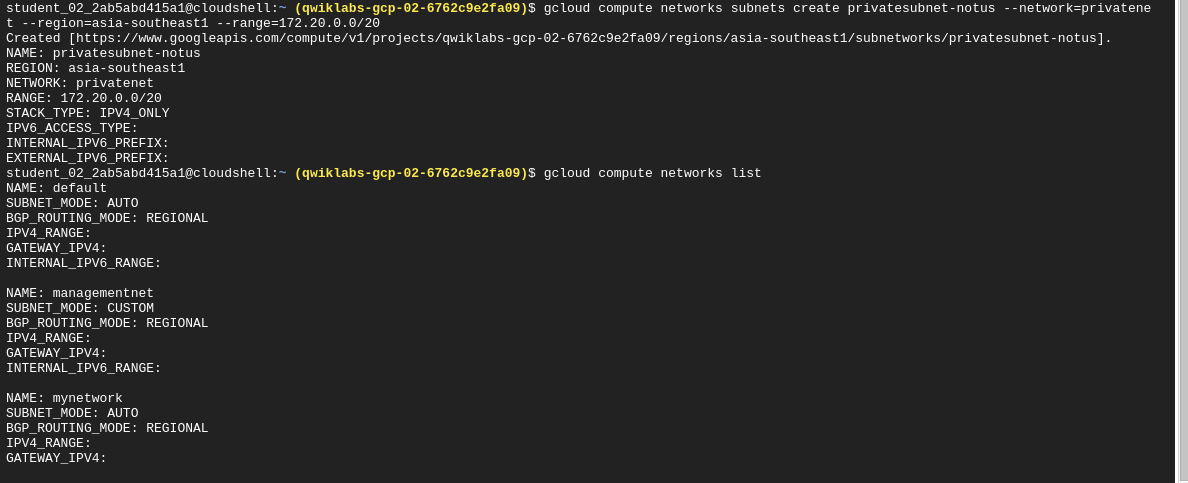 student_02_2ab5abd415a1@cloudshell:~ (qwiklabs-gcp-02-6762c9e2fa09)$ gcloud compute networks subnets create privatesubnet-notus --network=privatene
t --region=asia-southeast1 --range=172.20.0.0/20
Created [https://www.googleapis.com/compute/v1/projects/qwiklabs-gcp-02-6762c9e2fa09/regions/asia-southeast1/subnetworks/privatesubnet-notus].
NAME: privatesubnet-notus
REGION: asia-southeast1
NETWORK: privatenet
RANGE: 172.20.0.0/20
STACK_TYPE: IPV4_ONLY
IPV6_ACCESS_TYPE:
INTERNAL_IPV6_PREFIX:
EXTERNAL_IPV6_PREFIX:
student_02_2ab5abd415a1@cloudshell:~ (qwiklabs-gcp-02-6762c9e2fa09)$ gcloud compute networks list
NAME: default
SUBNET_MODE: AUTO
BGP_ROUTING_MODE: REGIONAL
IPV4_RANGE:
GATEWAY_IPV4:
INTERNAL_IPV6_RANGE:

NAME: managementnet
SUBNET_MODE: CUSTOM
BGP_ROUTING_MODE: REGIONAL
IPV4_RANGE:
GATEWAY_IPV4:
INTERNAL_IPV6_RANGE:

NAME: mynetwork
SUBNET_MODE: AUTO
BGP_ROUTING_MODE: REGIONAL
IPV4_RANGE:
GATEWAY_IPV4: